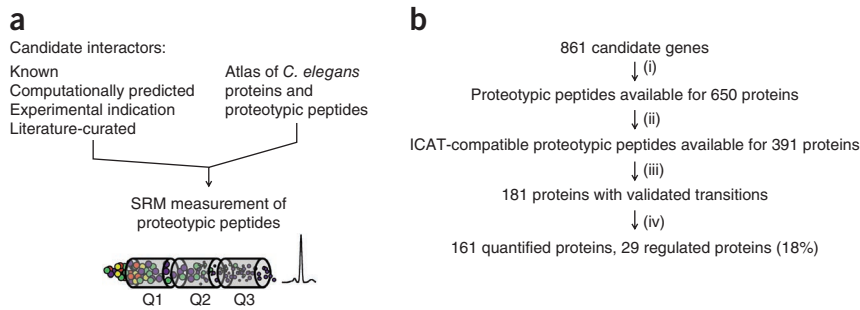 a
Candidate interactors:
Known
Computationally predicted
Experimental indication
Literature-curated
Atlas of C. elegans
proteins and
proteotypic peptides
SRM measurement of
proteotypic peptides
Q1 Q2 Q3
b
861 candidate genes
(i)
Proteotypic peptides available for 650 proteins
(ii)
ICAT-compatible proteotypic peptides available for 391 proteins
(iii)
181 proteins with validated transitions
(iv)
161 quantified proteins, 29 regulated proteins (18%)